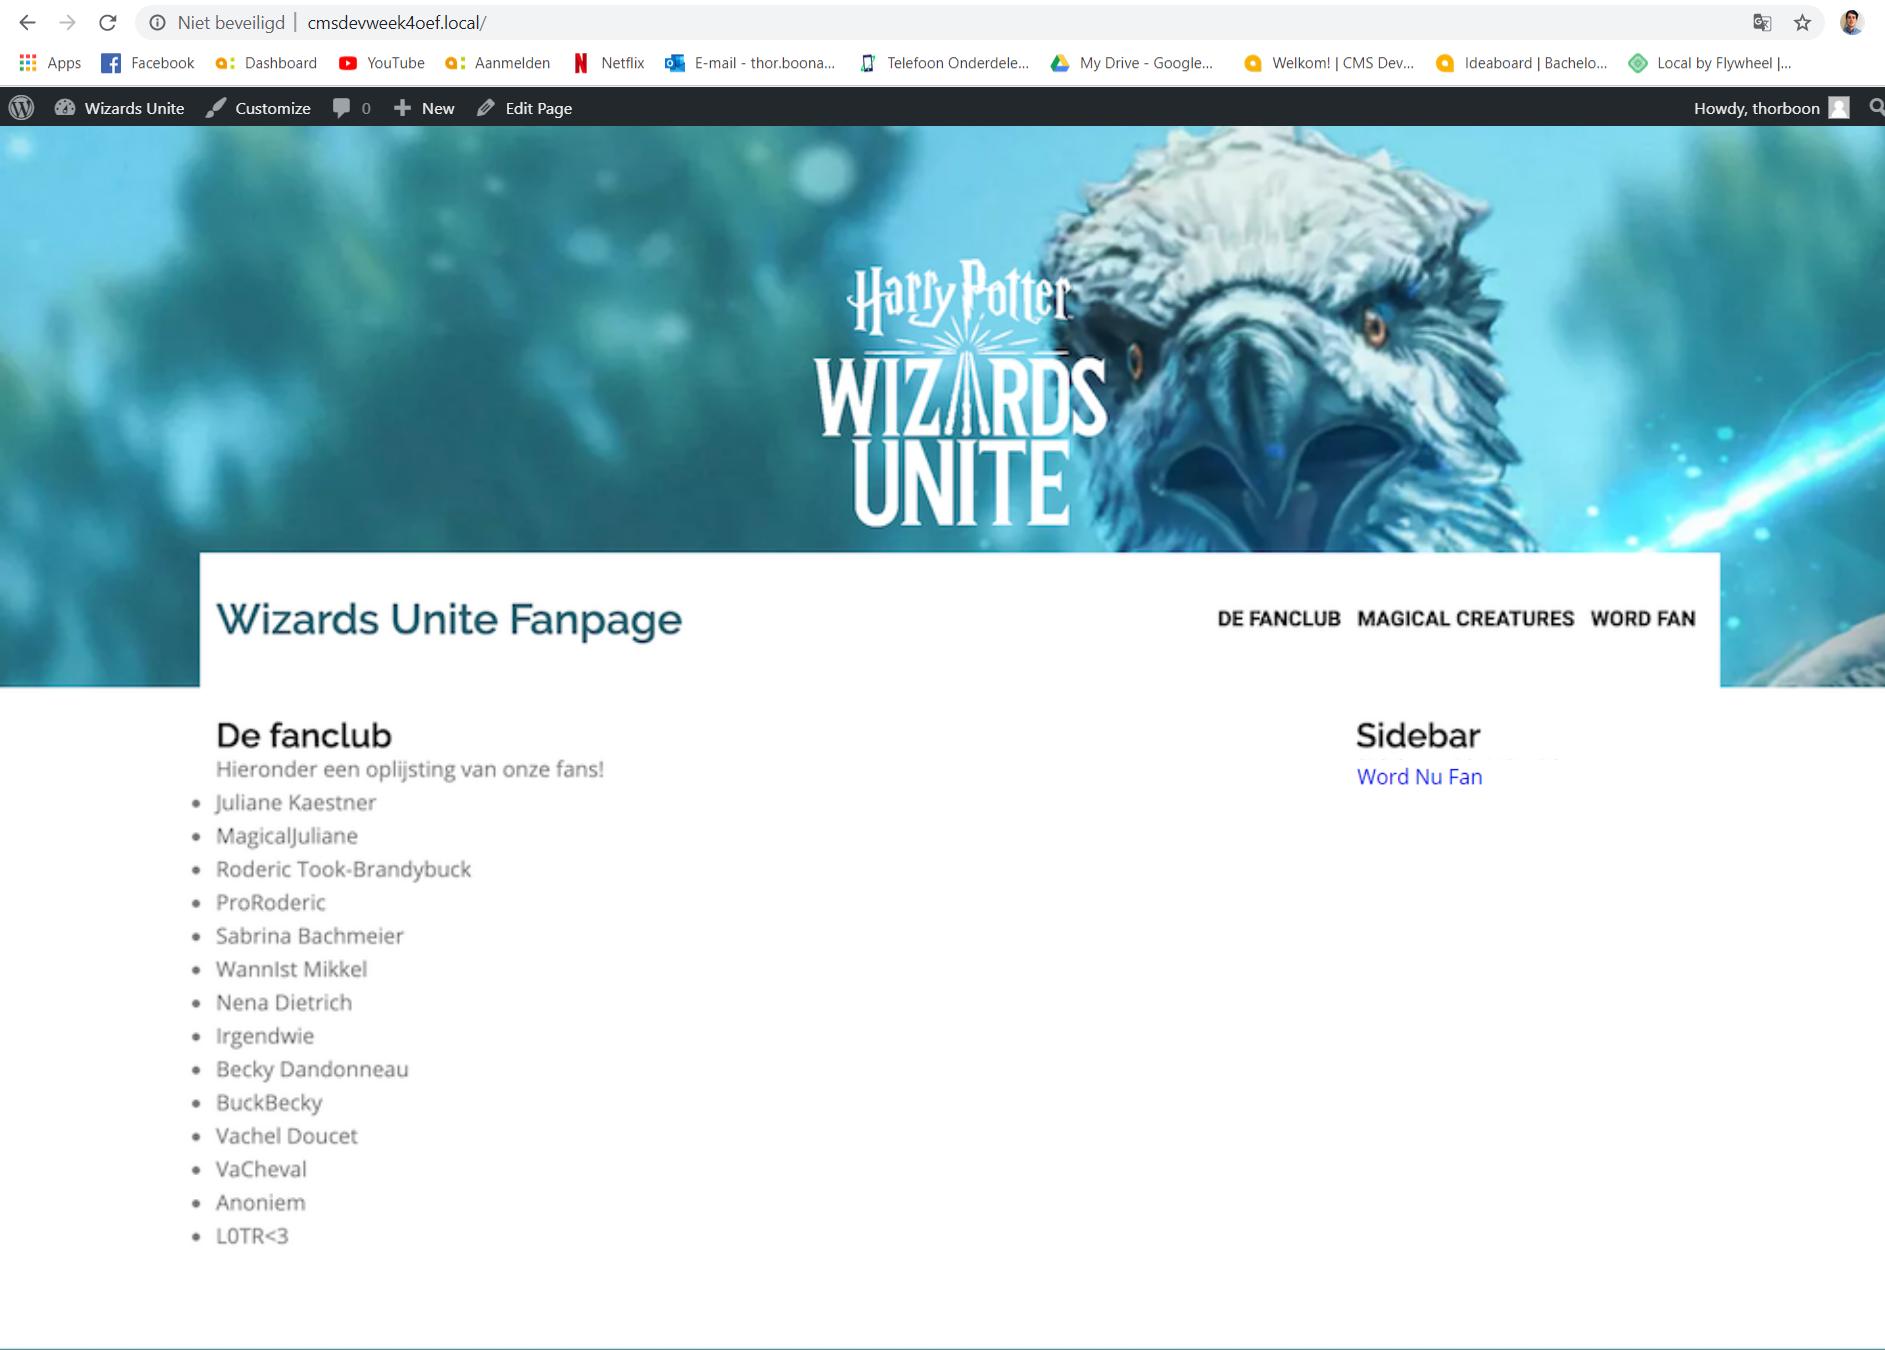 Niet beveiligd | cmsdevweek4oef.local/
Apps Facebook Dashboard YouTube Aanmelden Netflix E-mail - thor.boona... Telefoon Onderdele... My Drive - Google... Welkom! | CMS Dev... Ideaboard | Bachelo... Local by Flywheel |...
Wizards Unite Customize 0 New Edit Page Howdy, thorboon
Harry Potter
WIZARDS
UNITE
Wizards Unite Fanpage DE FANCLUB MAGICAL CREATURES WORD FAN
De fanclub
Hieronder een oplijsting van onze fans!
Juliane Kaestner
MagicalJuliane
Roderic Took-Brandybuck
ProRoderic
Sabrina Bachmeier
WannIst Mikkel
Nena Dietrich
Irgendwie
Becky Dandonneau
BuckBecky
Vachel Doucet
VaCheval
Anoniem
L0TR<3
Sidebar
Word Nu Fan